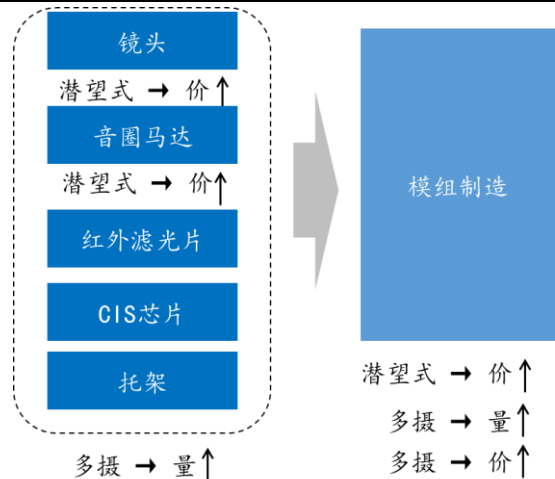 镜头
潜望式 → 价↑
音圈马达
潜望式 → 价↑
红外滤光片
CIS芯片
托架
多摄 → 量↑
模组制造
潜望式 → 价↑
多摄 → 量↑
多摄 → 价↑